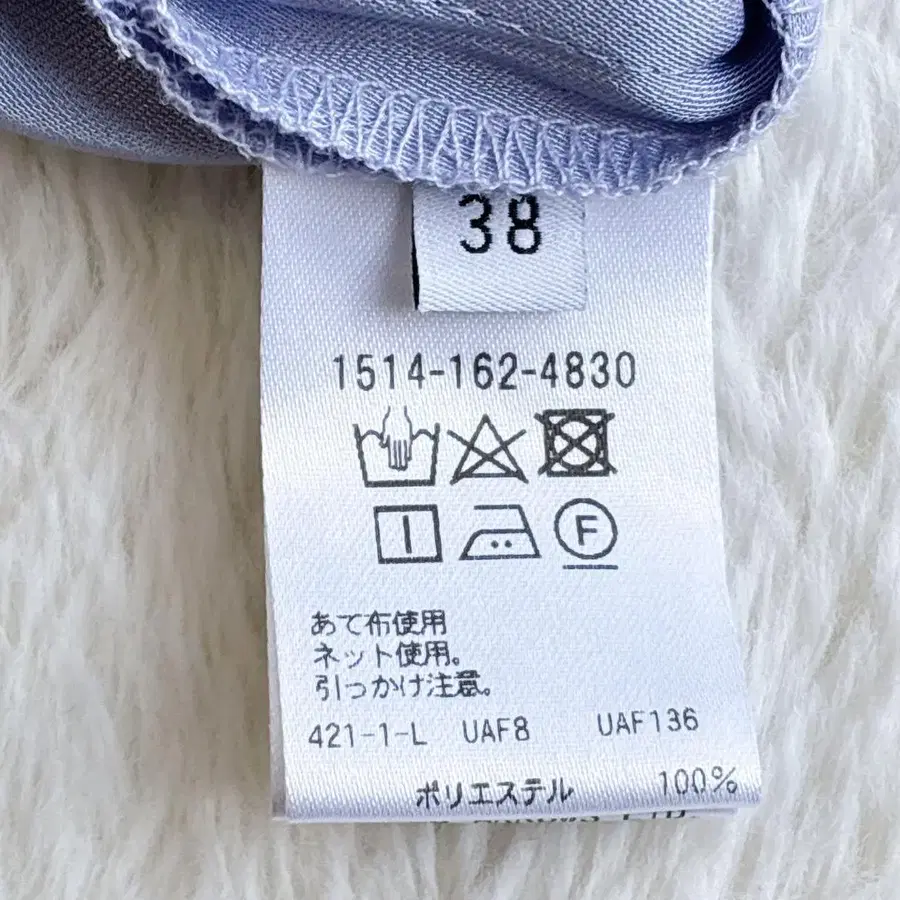 38
1514-162-4830
F
あて布使用
ネット使用。
引っかけ注意。
421-1-L UAF8 UAF136
ポリエステル 100%